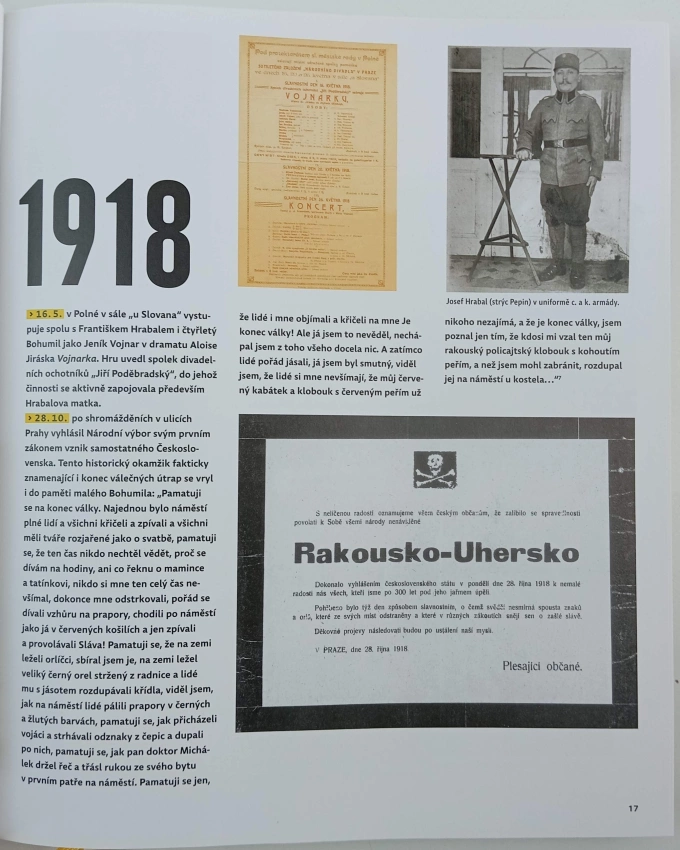 1918
› 16. 5. v Polné v sále „u Slovana“ vystu-
puje spolu s Františkem Hrabalem i čtyřletý
Bohumil jako Jeník Vojnar v dramatu Aloise
Jiráska Vojnarka. Hru uvedl spolek divadel-
ních ochotníků „Jiří Poděbradský“, do jehož
činnosti se aktivně zapojovala především
Hrabalova matka.
› 28. 10. po shromážděních v ulicích
Prahy vyhlásil Národní výbor svým prvním
zákonem vznik samostatného Českoslo-
venska. Tento historický okamžik fakticky
znamenající i konec válečných útrap se vryl
i do paměti malého Bohumila: „Pamatuji
se na konec války. Najednou bylo náměstí
plné lidí a všichni křičeli a zpívali a všichni
měli tváře rozjařené jako o svatbě, pamatuji
se, že ten čas nikdo nechtěl vědět, proč se
dívám na hodiny, ani co řeknu o mamince
a tatínkovi, nikdo si mne ten celý čas ne-
všímal, dokonce mne odstrkovali, pořád se
dívali vzhůru na prapory, chodili po náměstí
jako já v červených košilích a jen zpívali
a provolávali Sláva! Pamatuji se, že na zemi
leželi orlíčci, sbíral jsem je, na zemi ležel
veliký černý orel stržený z radnice a lidé
mu s jásotem rozdupávali křídla, viděl jsem,
jak na náměstí lidé pálili prapory v černých
a žlutých barvách, pamatuji se, jak přicházeli
vojáci a strhávali odznaky z čepic a dupali
po nich, pamatuji se, jak pan doktor Michá-
lek držel řeč a třásl rukou ze svého bytu
v prvním patře na náměstí. Pamatuji se jen,
VOJNARKU,
KONCERT,
že lidé i mne objímali a křičeli na mne Je
konec války! Ale já jsem to nevěděl, nechá-
pal jsem z toho všeho docela nic. A zatímco
lidé pořád jásali, já jsem byl smutný, viděl
jsem, že lidé si mne nevšímají, že můj červe-
ný kabátek a klobouk s červeným peřím už
Josef Hrabal (strýc Pepin) v uniformě c. a k. armády.
nikoho nezajímá, a že je konec války, jsem
poznal jen tím, že kdosi mi vzal ten můj
rakouský policajtský klobouk s kohoutím
peřím, a než jsem mohl zabránit, rozdupal
jej na náměstí u kostela...“⁷
S nelíčenou radostí oznamujeme všem českým občanům, že zalíbilo se spravedlnosti
povolati k Sobě všemi národy nenáviděné
Rakousko-Uhersko
Dokonalo vyhlášením československého státu v pondělí dne 28. října 1918 k nemalé
radosti nás všech, kteří jsme po 300 let pod jeho jařmem úpěli.
Pohřbeno bylo týž den způsobem slavnostním, o čemž svědčí nesmírná spousta znaků
a orlů, které ze svých míst odstraněny a které v různých zákoutích snějí sen o zašlé slávě.
Děkovné projevy následovati budou po ustálení naší mysli.
V PRAZE, dne 28. října 1918.
Plesající občané.
17